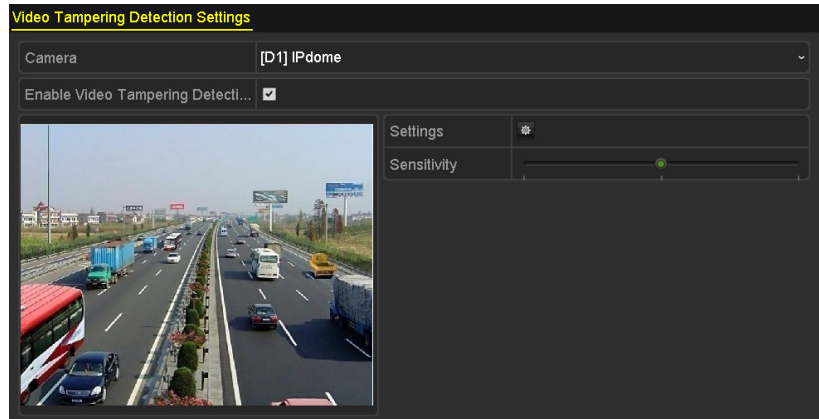 Video Tampering Detection Settings
Camera
[D1] IPdome
Enable Video Tampering Detecti...
Settings
Sensitivity